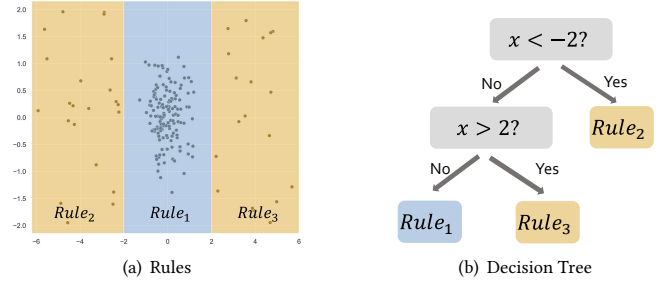 2.0
1.5
1.0
0.5
0.0
−0.5
−1.0
−1.5
−2.0
−6
−4
−2
0
2
4
6
Rule₂
Rule₁
Rule₃
(a) Rules
x < −2?
No
Yes
x > 2?
Rule₂
No
Yes
Rule₁
Rule₃
(b) Decision Tree